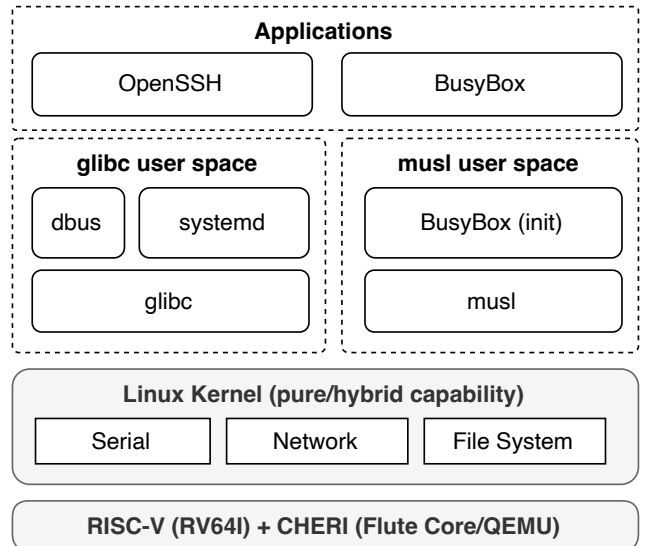 Applications
OpenSSH
BusyBox
glibc user space
musl user space
dbus
systemd
BusyBox (init)
glibc
musl
Linux Kernel (pure/hybrid capability)
Serial
Network
File System
RISC-V (RV64I) + CHERI (Flute Core/QEMU)